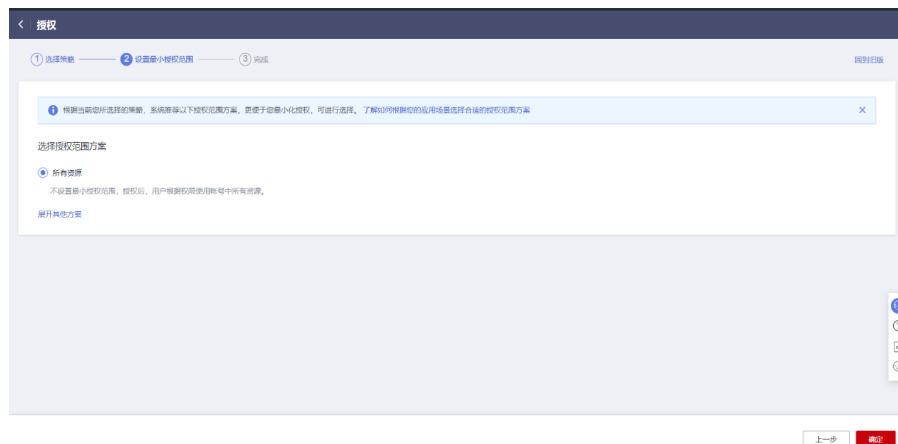 授权
1 选择策略 2 设置最小授权范围 3 完成 回到旧版
根据当前您所选择的策略，系统推荐以下授权范围方案，更便于您最小化授权，可进行选择。了解如何根据您的应用场景选择合适的授权范围方案
选择授权范围方案
所有资源
不设置最小授权范围，授权后，用户根据权限使用帐号中所有资源。
展开其他方案
上一步 确定